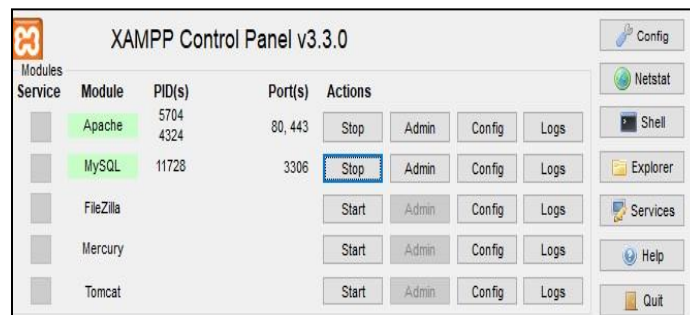 XAMPP Control Panel v3.3.0
Config
Modules
Netstat
Service Module PID(s) Port(s) Actions
Apache 5704 4324 80, 443 Stop Admin Config Logs
Shell
MySQL 11728 3306 Stop Admin Config Logs
Explorer
FileZilla Start Admin Config Logs
Services
Mercury Start Admin Config Logs
Help
Tomcat Start Admin Config Logs
Quit